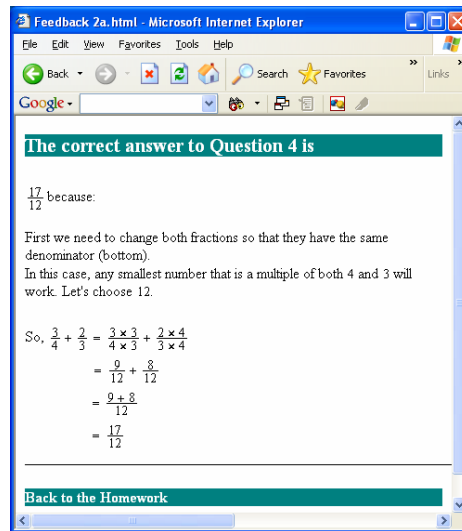 Feedback 2a.html - Microsoft Internet Explorer
File Edit View Favorites Tools Help
Back Search Favorites » Links »
Google
The correct answer to Question 4 is
17/12 because:
First we need to change both fractions so that they have the same
denominator (bottom).
In this case, any smallest number that is a multiple of both 4 and 3 will
work. Let's choose 12.
So, 3/4 + 2/3 = 3 × 3/4 × 3 + 2 × 4/3 × 4
= 9/12 + 8/12
= 9 + 8/12
= 17/12
Back to the Homework